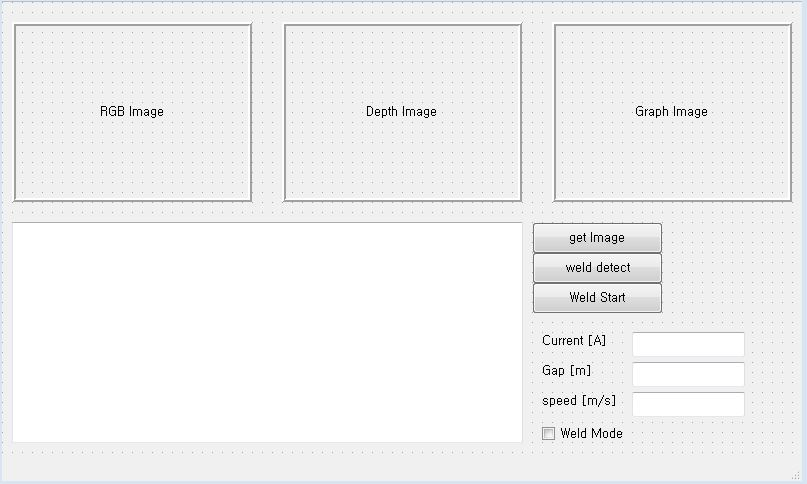 RGB Image
Depth Image
Graph Image
get Image
weld detect
Weld Start
Current [A]
Gap [m]
speed [m/s]
Weld Mode